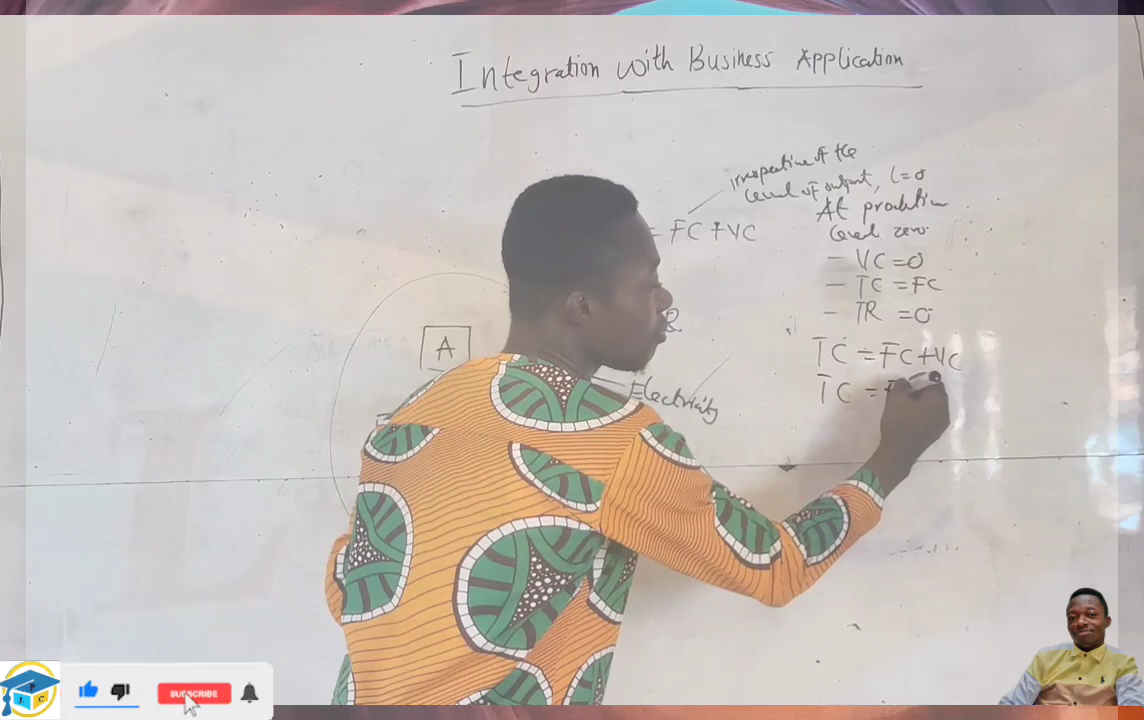 Integration with Business Application
irrespective of the
level of output, L=0
At production
level zero
= FC + VC
- VC = 0
- TC = FC
- TR = 0
A
TC = FC + VC
TC =
Electricity
SUBSCRIBE